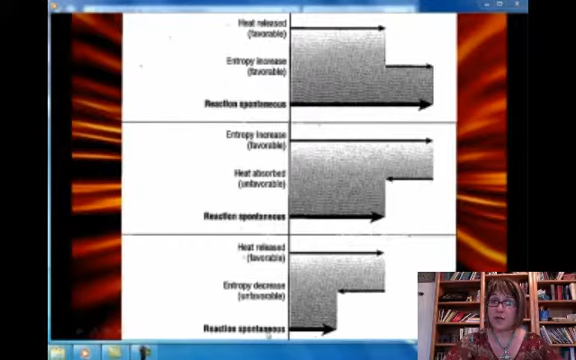 Heat released
(favorable)
Entropy increase
(favorable)
Reaction spontaneous
Entropy increase
(favorable)
Heat absorbed
(unfavorable)
Reaction spontaneous
Heat released
(favorable)
Entropy decrease
(unfavorable)
Reaction spontaneous